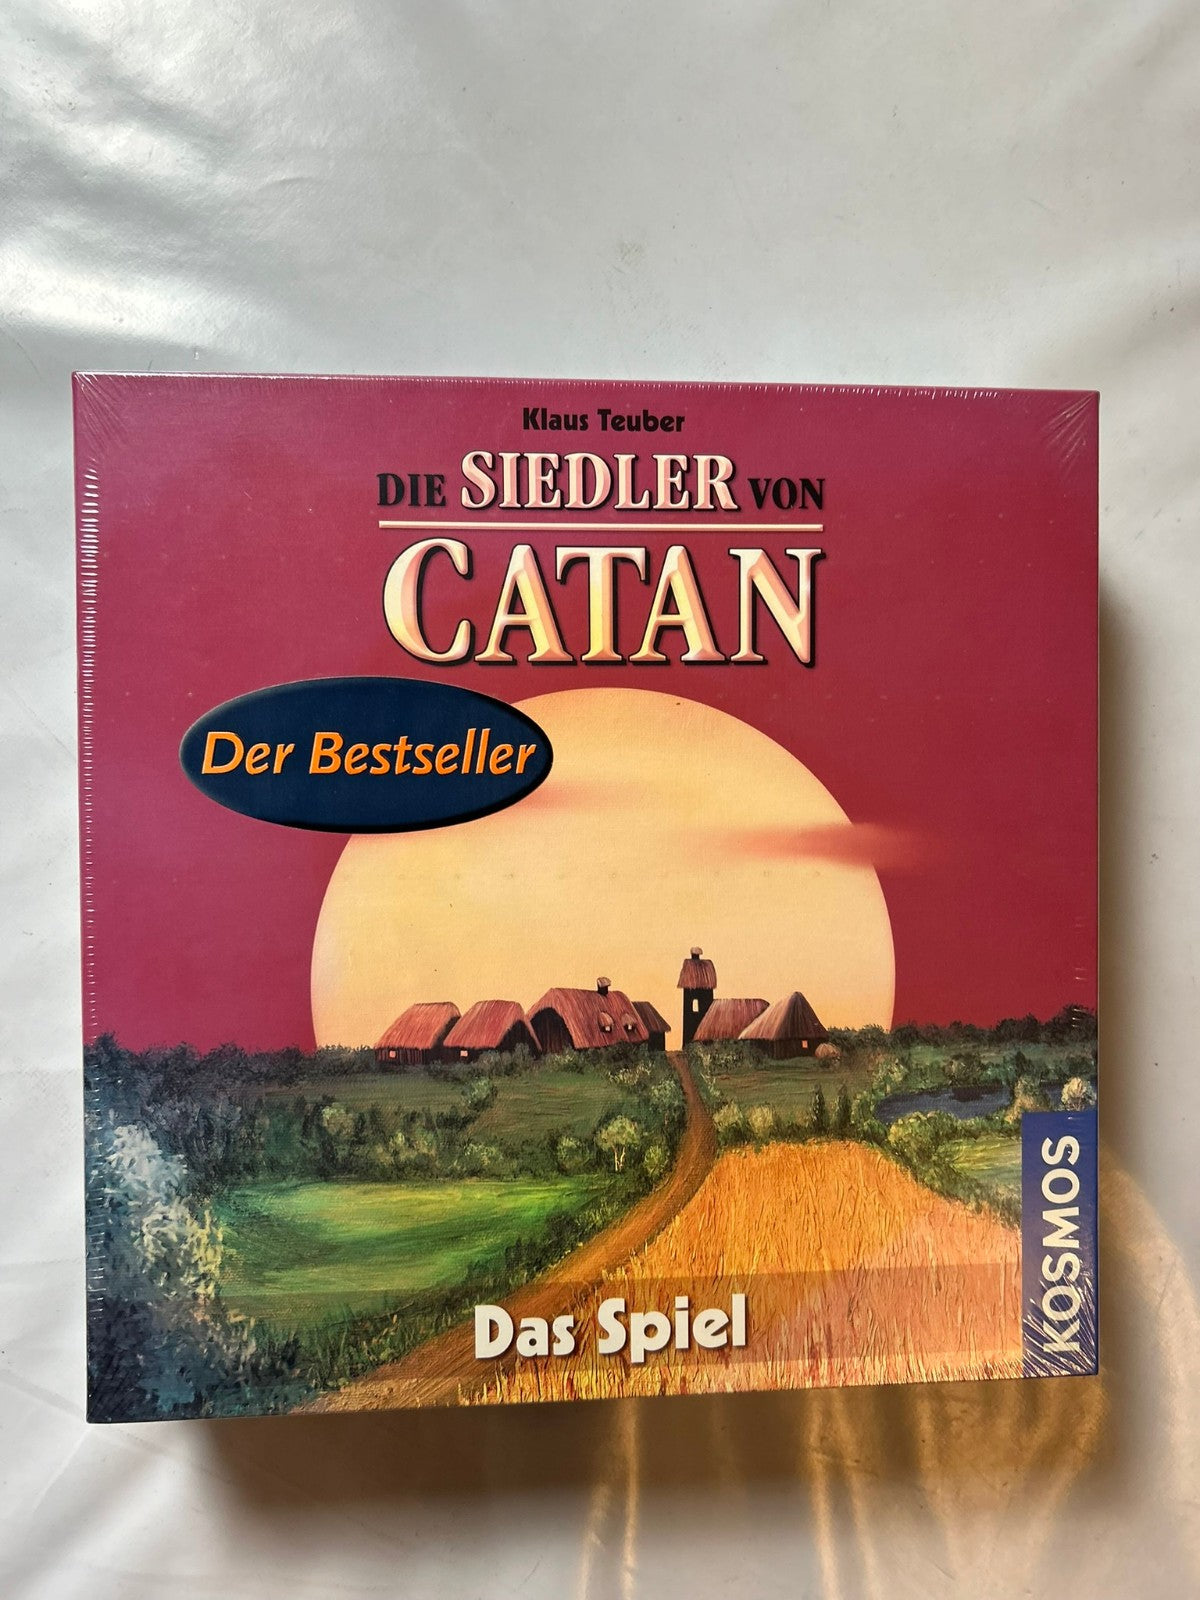 Klaus Teuber
DIE SIEDLER VON
CATAN
Der Bestseller
KOSMOS
Das Spiel